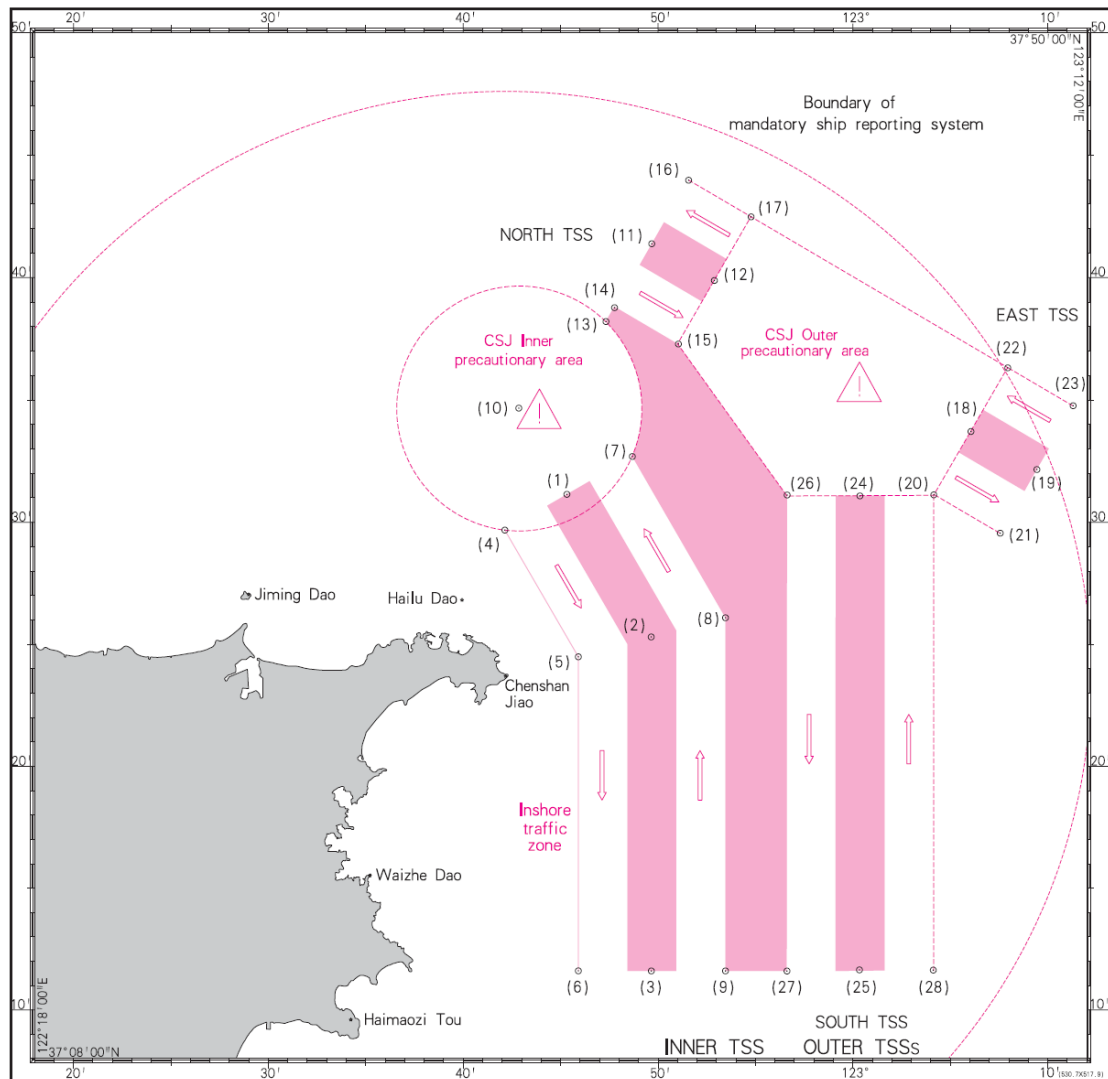 20'
30'
40'
50'
123°
10'
50'
37°50'00"N
50
123°12'00"E
Boundary of
mandatory ship reporting system
(16)
(17)
(11)
NORTH TSS
40'
(12)
40'
(14)
(13)
EAST TSS
CSJ Inner
precautionary area
(15)
CSJ Outer
precautionary area
(22)
(23)
(10)
!
!
(18)
(7)
(1)
(19)
(26)
(24)
(20)
30'
30'
(4)
(21)
Jiming Dao
Hailu Dao
(2)
(8)
(5)
Chenshan
Jiao
20'
20'
Inshore
traffic
zone
Waizhe Dao
(6)
(3)
(9)
(27)
(25)
(28)
10'
10'
122°18'00"E
Haimaozi Tou
SOUTH TSS
INNER TSS
OUTER TSSs
37°08'00"N
20'
30'
40'
50'
123°
10'
(530.7X517.9)